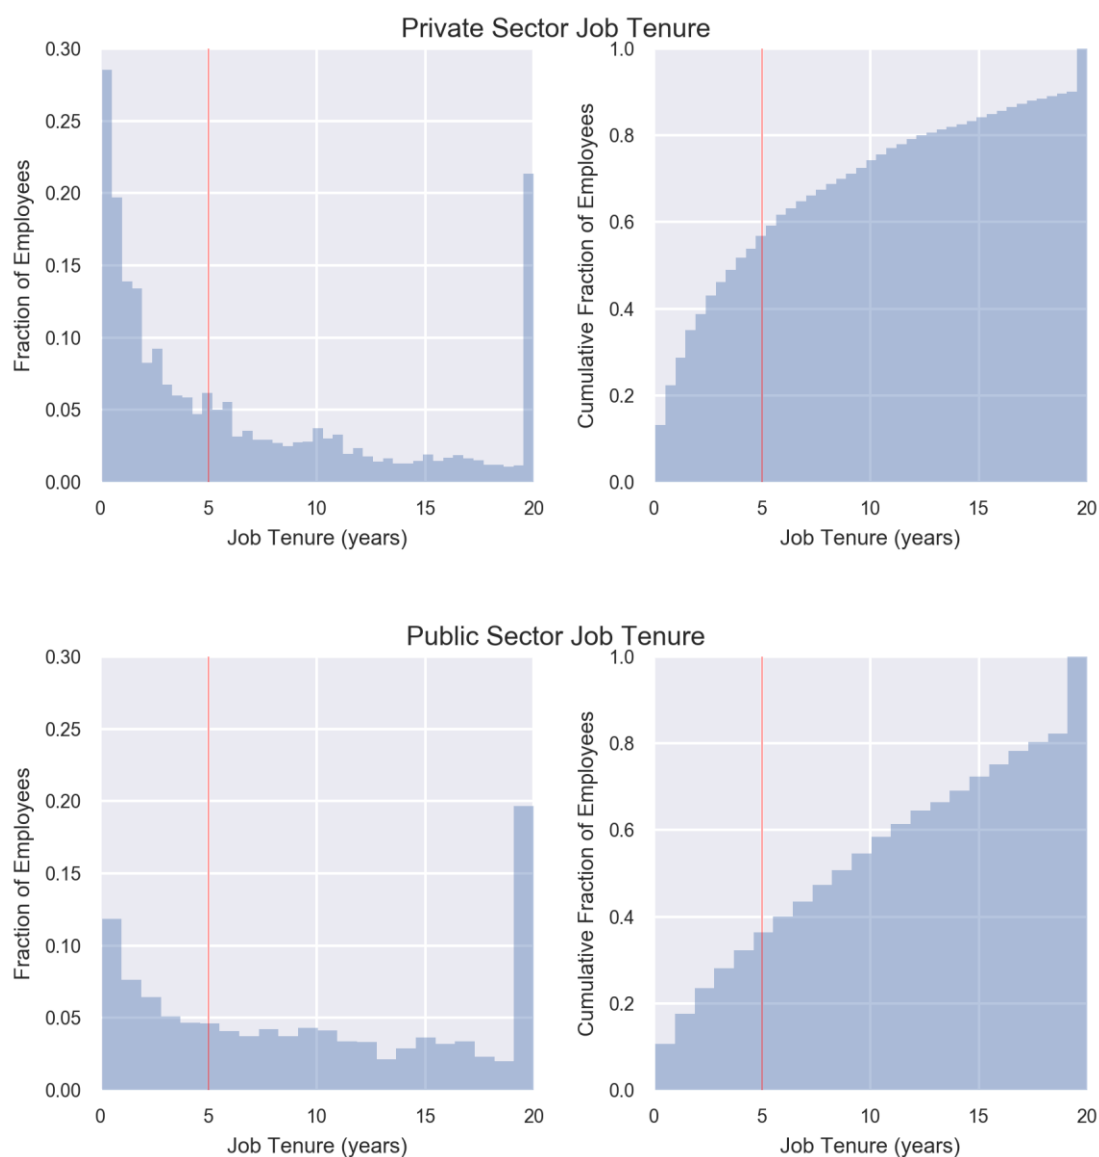 Private Sector Job Tenure
0.30
0.25
0.20
0.15
0.10
0.05
0.00
Fraction of Employees
0 5 10 15 20
Job Tenure (years)
1.0
0.8
0.6
0.4
0.2
0.0
Cumulative Fraction of Employees
0 5 10 15 20
Job Tenure (years)
Public Sector Job Tenure
0.30
0.25
0.20
0.15
0.10
0.05
0.00
Fraction of Employees
0 5 10 15 20
Job Tenure (years)
1.0
0.8
0.6
0.4
0.2
0.0
Cumulative Fraction of Employees
0 5 10 15 20
Job Tenure (years)